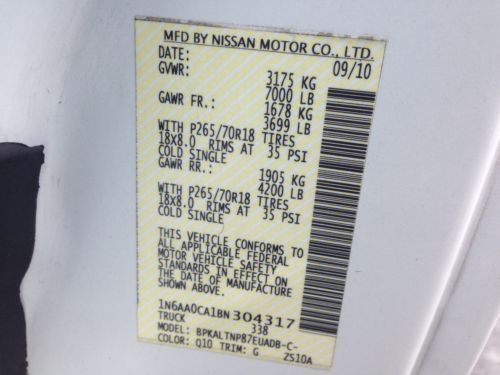 MFD BY NISSAN MOTOR CO., LTD.
DATE: 09/10
GVWR: 3175 KG
7000 LB
GAWR FR.: 1678 KG
3699 LB
WITH P265/70R18 TIRES
18x8.0 RIMS AT 35 PSI
COLD SINGLE
GAWR RR.: 1905 KG
4200 LB
WITH P265/70R18 TIRES
18x8.0 RIMS AT 35 PSI
COLD SINGLE
THIS VEHICLE CONFORMS TO
ALL APPLICABLE FEDERAL
MOTOR VEHICLE SAFETY
STANDARDS IN EFFECT ON
THE DATE OF MANUFACTURE
SHOWN ABOVE.
1N6AA0CA1BN 304317
TRUCK 338
MODEL: BPKALTNP87EUADB-C-
COLOR: Q10 TRIM: G ZS10A